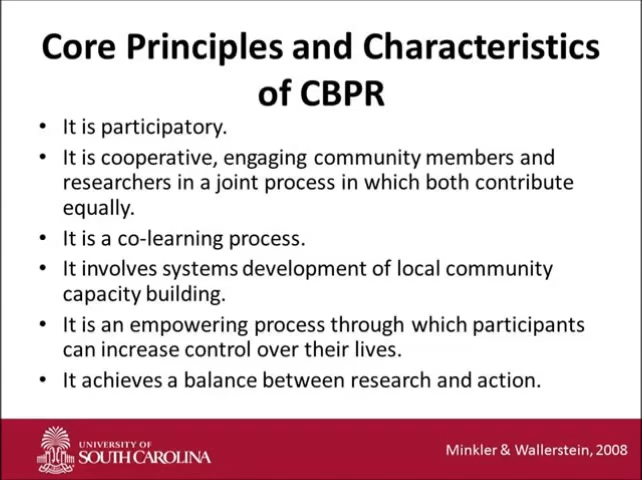 Core Principles and Characteristics
of CBPR
• It is participatory.
• It is cooperative, engaging community members and
researchers in a joint process in which both contribute
equally.
• It is a co-learning process.
• It involves systems development of local community
capacity building.
• It is an empowering process through which participants
can increase control over their lives.
• It achieves a balance between research and action.
UNIVERSITY OF
SOUTH CAROLINA
Minkler & Wallerstein, 2008